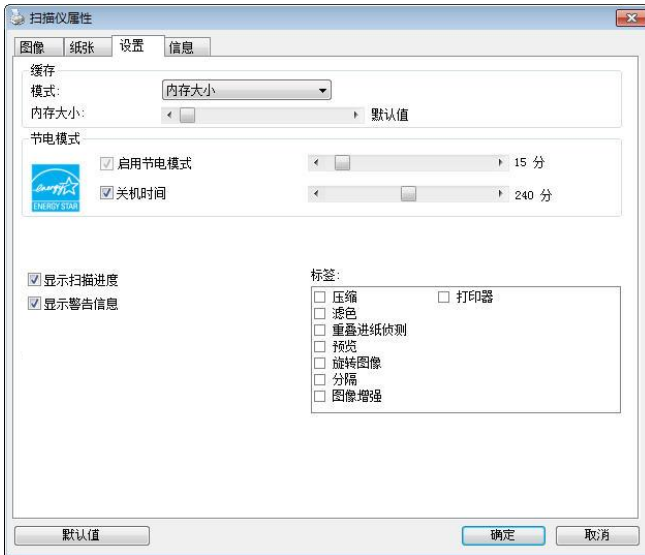 扫描仪属性
图像 纸张 设置 信息
缓存
模式: 内存大小
内存大小: 默认值
节电模式
启用节电模式 15 分
关机时间 240 分
energy
ENERGY STAR
显示扫描进度
显示警告信息
标签:
压缩 打印器
滤色
重叠进纸侦测
预览
旋转图像
分隔
图像增强
默认值 确定 取消